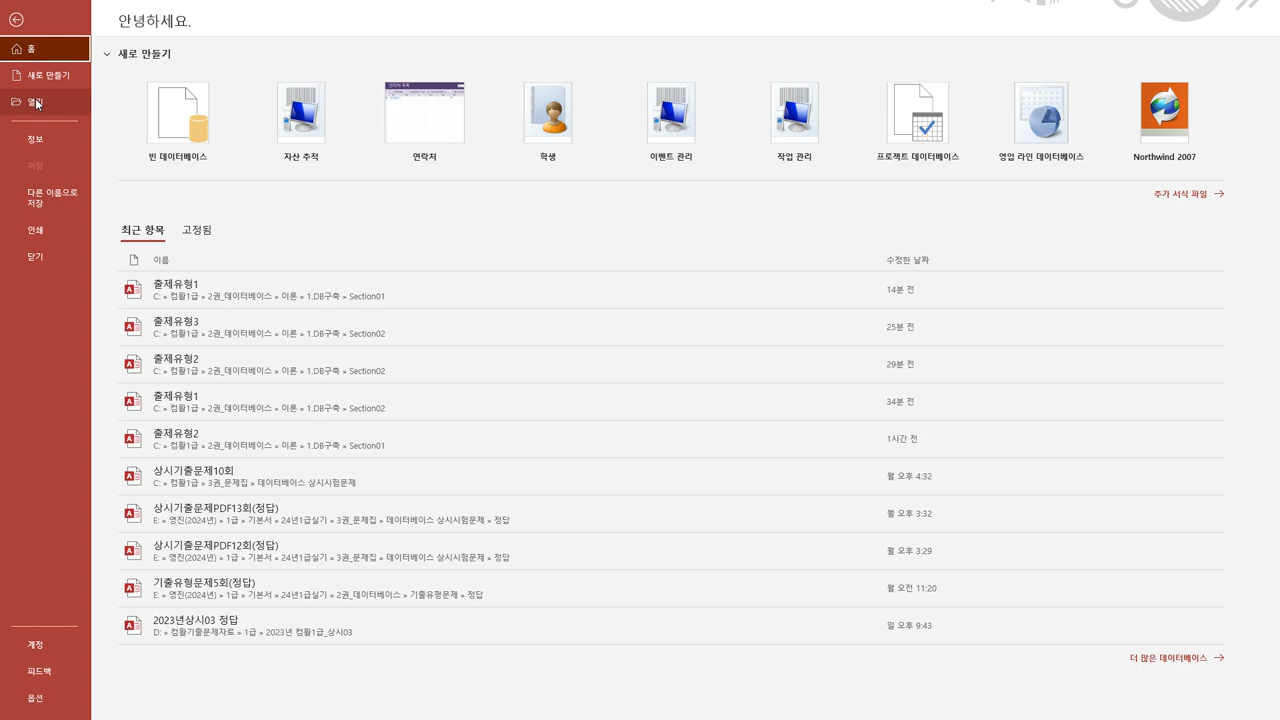 안녕하세요.
홈
새로 만들기
정보
저장
다른 이름으로
저장
인쇄
닫기
계정
피드백
옵션
새로 만들기
빈 데이터베이스
자산 추적
연락처
학생
이벤트 관리
작업 관리
프로젝트 데이터베이스
영업 라인 데이터베이스
Northwind 2007
추가 서식 파일
최근 항목 고정됨
이름 수정한 날짜
출제유형1
C: » 컴활1급 » 2권_데이터베이스 » 이론 » 1.DB구축 » Section01
14분 전
출제유형3
C: » 컴활1급 » 2권_데이터베이스 » 이론 » 1.DB구축 » Section02
25분 전
출제유형2
C: » 컴활1급 » 2권_데이터베이스 » 이론 » 1.DB구축 » Section02
29분 전
출제유형1
C: » 컴활1급 » 2권_데이터베이스 » 이론 » 1.DB구축 » Section02
34분 전
출제유형2
C: » 컴활1급 » 2권_데이터베이스 » 이론 » 1.DB구축 » Section01
1시간 전
상시기출문제10회
C: » 컴활1급 » 3권_문제집 » 데이터베이스 상시시험문제
월 오후 4:32
상시기출문제PDF13회(정답)
E: » 영진(2024년) » 1급 » 기본서 » 24년1급실기 » 3권_문제집 » 데이터베이스 상시시험문제 » 정답
월 오후 3:32
상시기출문제PDF12회(정답)
E: » 영진(2024년) » 1급 » 기본서 » 24년1급실기 » 3권_문제집 » 데이터베이스 상시시험문제 » 정답
월 오후 3:29
기출유형문제5회(정답)
E: » 영진(2024년) » 1급 » 기본서 » 24년1급실기 » 2권_데이터베이스 » 기출유형문제 » 정답
월 오전 11:20
2023년상시03 정답
D: » 컴활기출문제자료 » 1급 » 2023년 컴활1급_상시03
일 오후 9:43
더 많은 데이터베이스